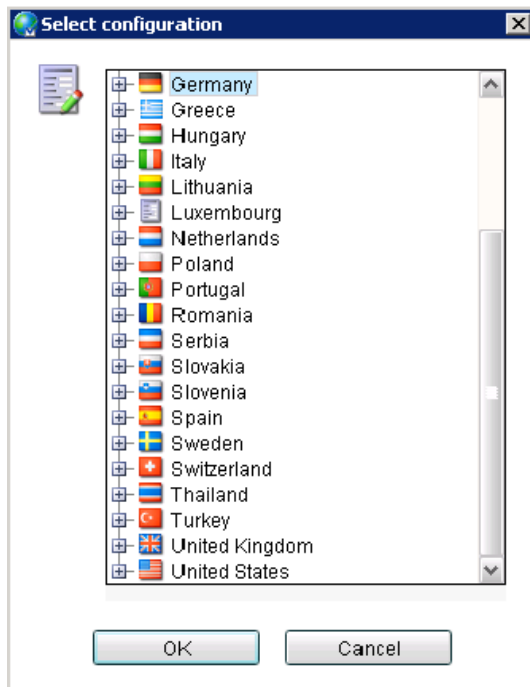 Select configuration
Germany
Greece
Hungary
Italy
Lithuania
Luxembourg
Netherlands
Poland
Portugal
Romania
Serbia
Slovakia
Slovenia
Spain
Sweden
Switzerland
Thailand
Turkey
United Kingdom
United States
OK
Cancel